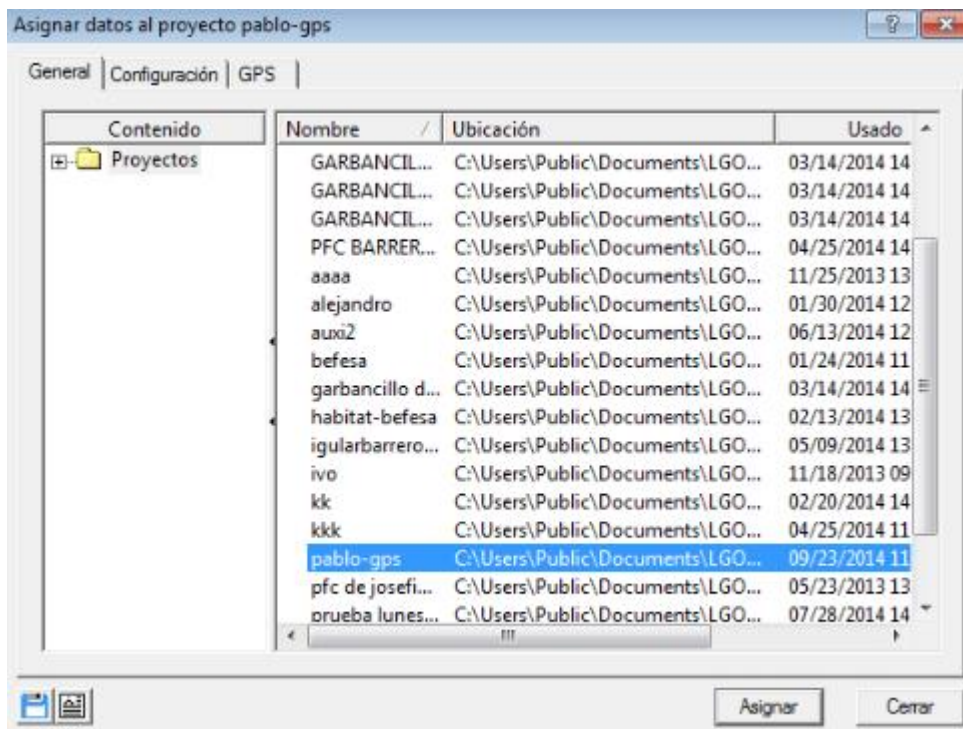 Asignar datos al proyecto pablo-gps
General Configuración GPS
Contenido Nombre Ubicación Usado
Proyectos
GARBANCIL... C:\Users\Public\Documents\LGO... 03/14/2014 14
GARBANCIL... C:\Users\Public\Documents\LGO... 03/14/2014 14
GARBANCIL... C:\Users\Public\Documents\LGO... 03/14/2014 14
PFC BARRER... C:\Users\Public\Documents\LGO... 04/25/2014 14
aaaa C:\Users\Public\Documents\LGO... 11/25/2013 13
alejandro C:\Users\Public\Documents\LGO... 01/30/2014 12
auxi2 C:\Users\Public\Documents\LGO... 06/13/2014 12
befesa C:\Users\Public\Documents\LGO... 01/24/2014 11
garbancillo d... C:\Users\Public\Documents\LGO... 03/14/2014 14
habitat-befesa C:\Users\Public\Documents\LGO... 02/13/2014 13
igularbarrero... C:\Users\Public\Documents\LGO... 05/09/2014 13
ivo C:\Users\Public\Documents\LGO... 11/18/2013 09
kk C:\Users\Public\Documents\LGO... 02/20/2014 14
kkk C:\Users\Public\Documents\LGO... 04/25/2014 11
pablo-gps C:\Users\Public\Documents\LGO... 09/23/2014 11
pfc de josefi... C:\Users\Public\Documents\LGO... 05/23/2013 13
prueba lunes... C:\Users\Public\Documents\LGO... 07/28/2014 14
Asignar Cerrar